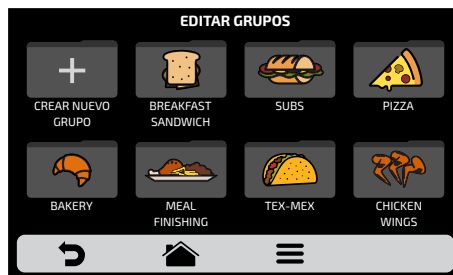 EDITAR GRUPOS
CREAR NUEVO
GRUPO
BREAKFAST
SANDWICH
SUBS
PIZZA
BAKERY
MEAL
FINISHING
TEX-MEX
CHICKEN
WINGS